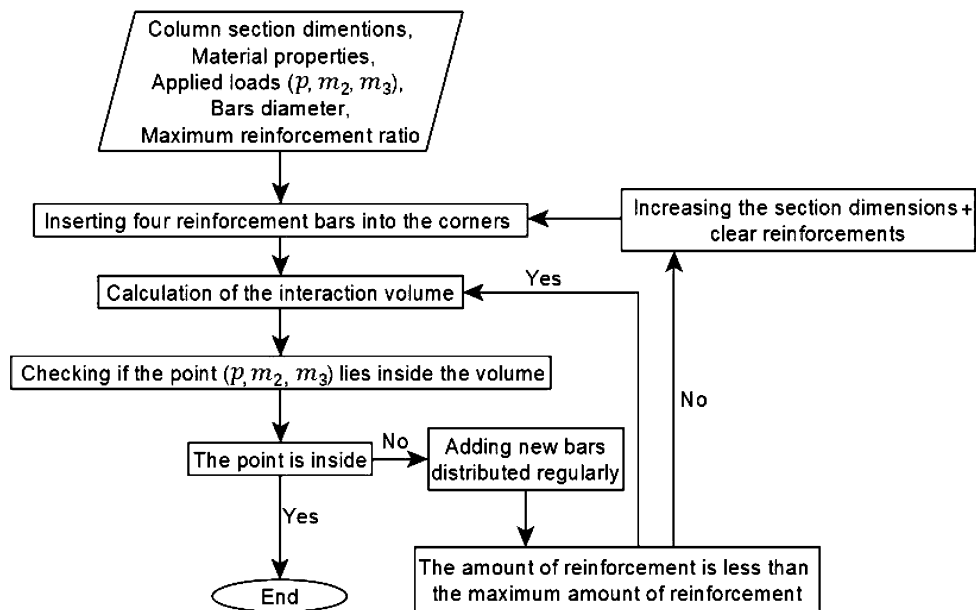 Column section dimentions,
Material properties,
Applied loads (p, m₂, m₃),
Bars diameter,
Maximum reinforcement ratio
Inserting four reinforcement bars into the corners
Increasing the section dimensions +
clear reinforcements
Calculation of the interaction volume
Yes
Checking if the point (p, m₂, m₃) lies inside the volume
No
The point is inside
No
Adding new bars
distributed regularly
Yes
The amount of reinforcement is less than
the maximum amount of reinforcement
End